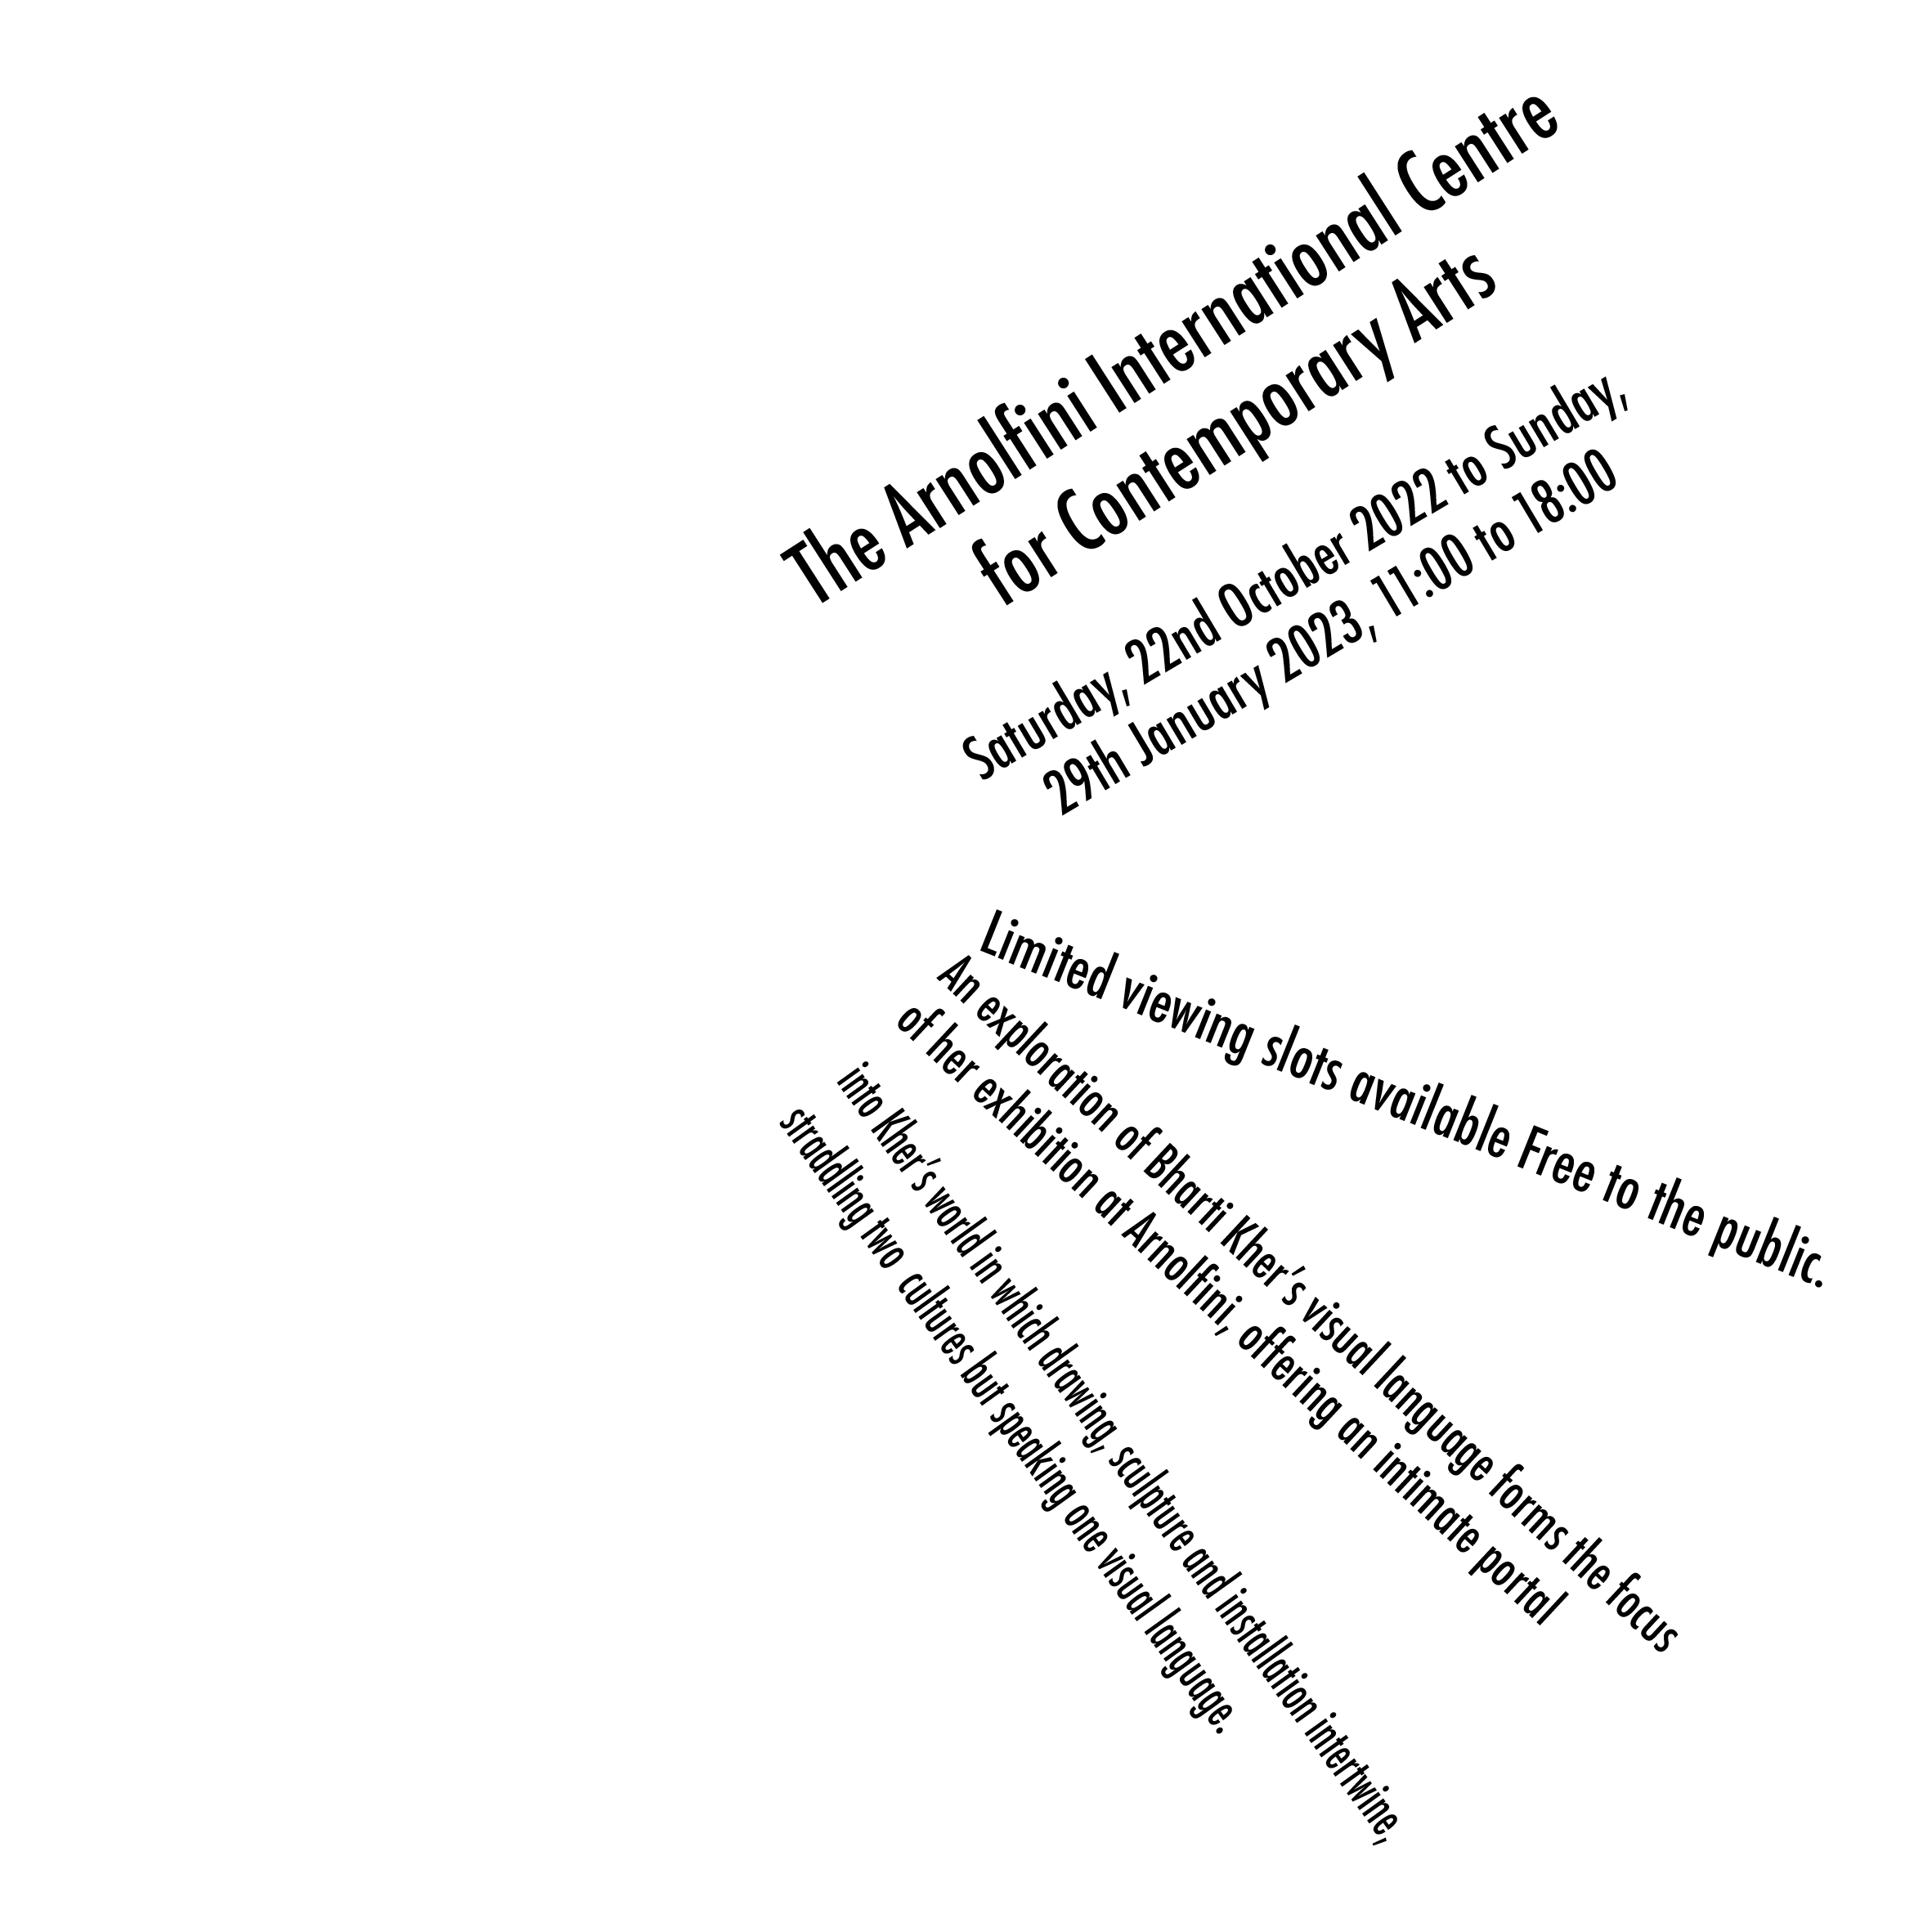 The Arnolfini International Centre
for Contemporary Arts
Saturday, 22nd October 2022 to Sunday,
29th January 2023, 11:00 to 18:00
Limited viewing slots available Free to the public.
An exploration of Bharti Kher's visual language forms the focus
of her exhibition at Arnolfini, offering an intimate portal
into Kher's' world in which drawing, sculpture and installation intertwine,
Straddling two cultures but speaking one visual language.